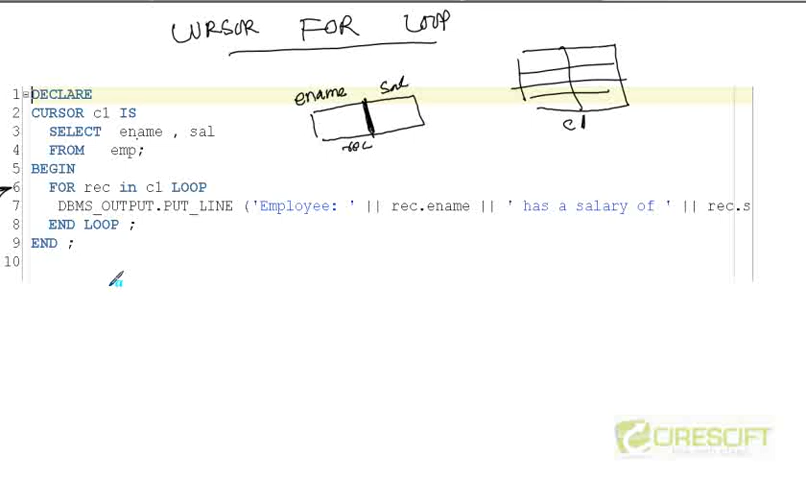 CURSOR FOR LOOP
ename sal
rec
c1
1 DECLARE
2 CURSOR c1 IS
3 SELECT ename , sal
4 FROM emp;
5 BEGIN
6 FOR rec in c1 LOOP
7 DBMS_OUTPUT.PUT_LINE ('Employee: ' || rec.ename || ' has a salary of ' || rec.s
8 END LOOP ;
9 END ;
10
CIRESCIFT